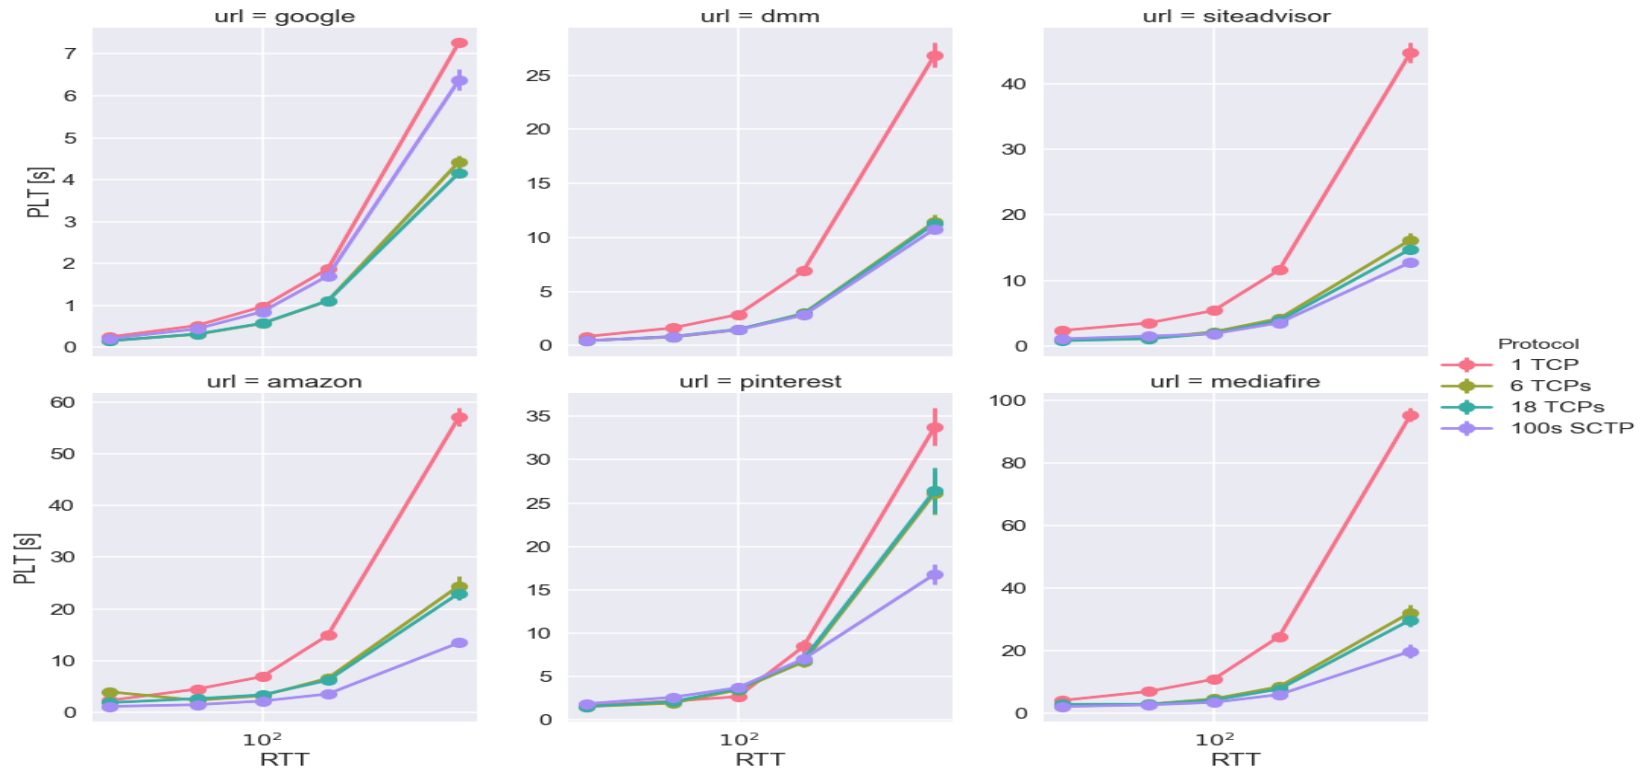 url = google
url = dmm
url = siteadvisor
7
6
5
4
3
2
1
0
PLT [s]
25
20
15
10
5
0
40
30
20
10
0
Protocol
1 TCP
6 TCPs
18 TCPs
100s SCTP
url = amazon
url = pinterest
url = mediafire
60
50
40
30
20
10
0
PLT [s]
10²
RTT
35
30
25
20
15
10
5
0
10²
RTT
100
80
60
40
20
0
10²
RTT